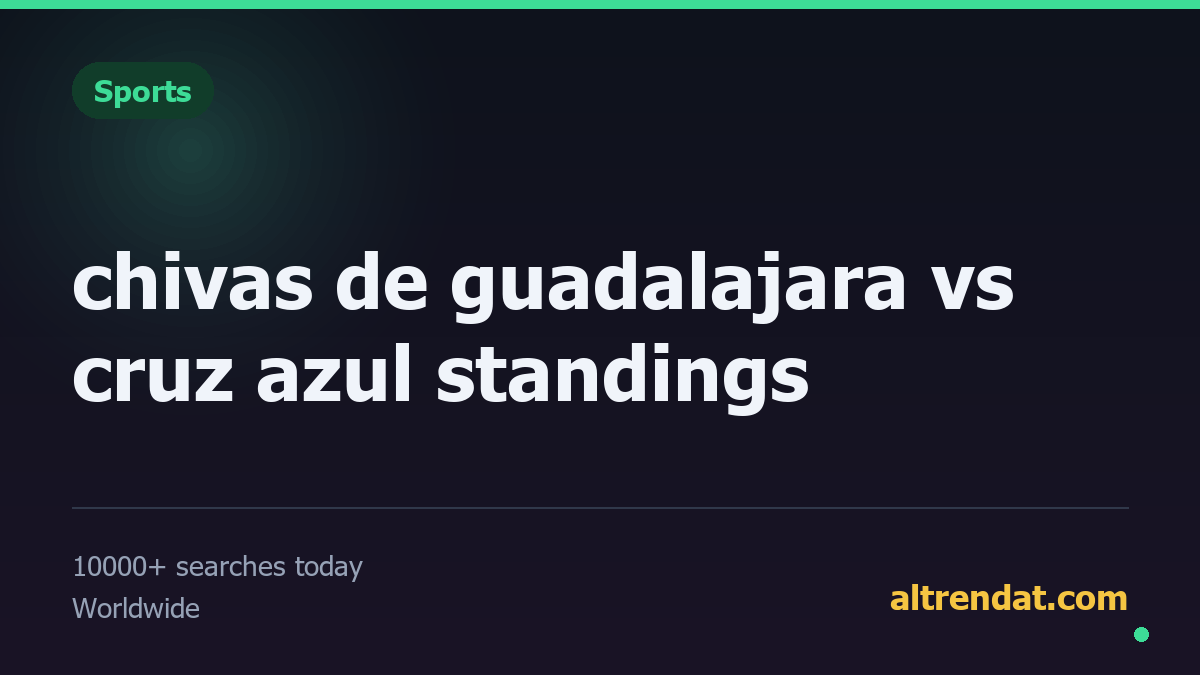 Sports
chivas de guadalajara vs
cruz azul standings
10000+ searches today
Worldwide
altrendat.com